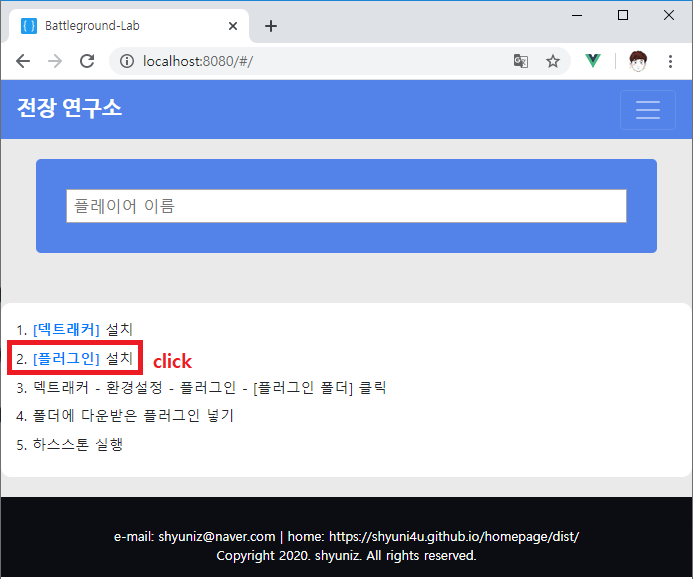 Battleground-Lab
localhost:8080/#/
전장 연구소
플레이어 이름
1. [덱트래커] 설치
2. [플러그인] 설치 click
3. 덱트래커 - 환경설정 - 플러그인 - [플러그인 폴더] 클릭
4. 폴더에 다운받은 플러그인 넣기
5. 하스스톤 실행
e-mail: shyuniz@naver.com | home: https://shyuni4u.github.io/homepage/dist/
Copyright 2020. shyuniz. All rights reserved.